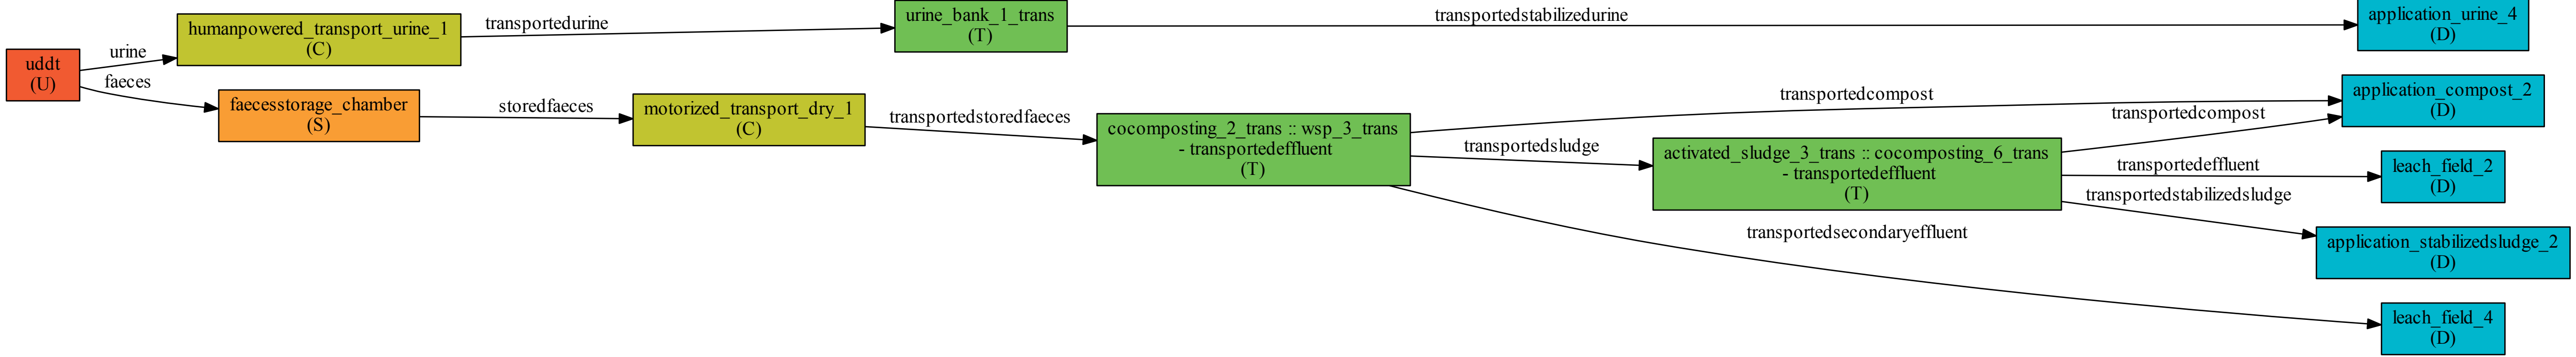 uddt
(U)
urine
faeces
humanpowered_transport_urine_1
(C)
transportedurine
urine_bank_1_trans
(T)
transportedstabilizedurine
application_urine_4
(D)
faecesstorage_chamber
(S)
storedfaeces
motorized_transport_dry_1
(C)
transportedstoredfaeces
cocomposting_2_trans :: wsp_3_trans
- transportedeffluent
(T)
transportedcompost
transportedsludge
transportedsecondaryeffluent
activated_sludge_3_trans :: cocomposting_6_trans
- transportedeffluent
(T)
transportedcompost
transportedeffluent
transportedstabilizedsludge
application_compost_2
(D)
leach_field_2
(D)
application_stabilizedsludge_2
(D)
leach_field_4
(D)